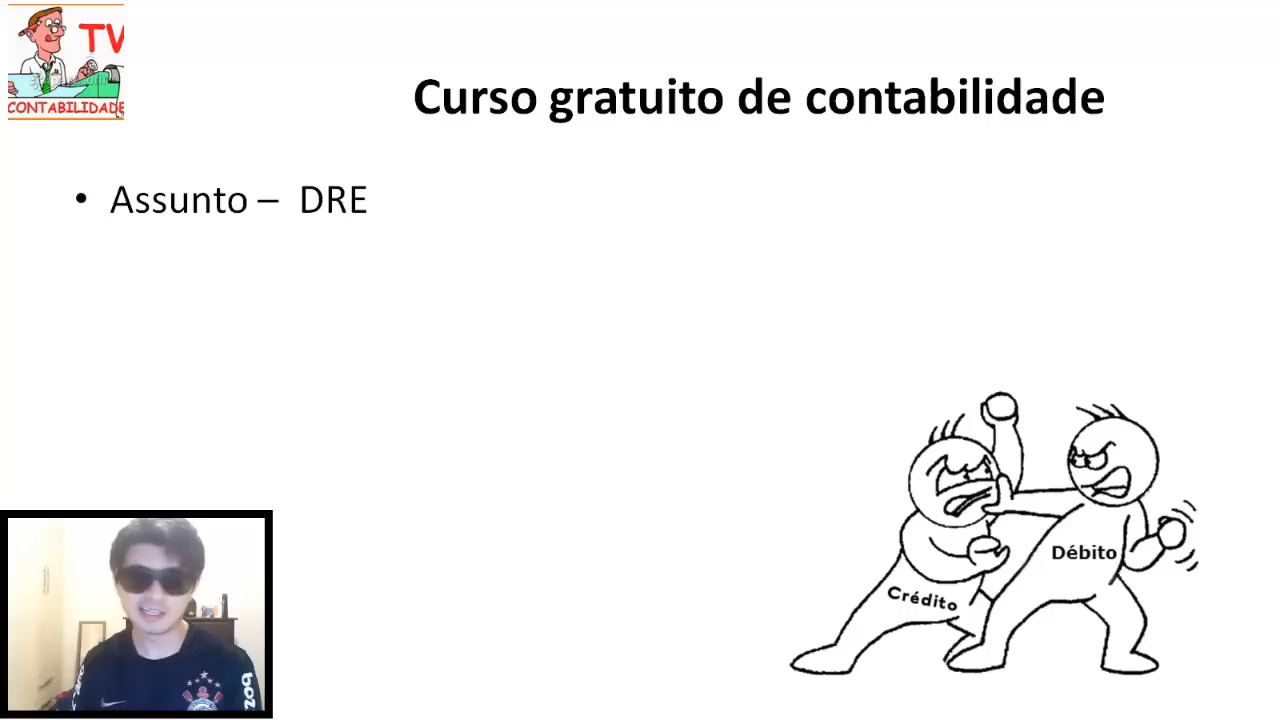 TV
CONTABILIDADE
Curso gratuito de contabilidade
• Assunto – DRE
Débito
Crédito